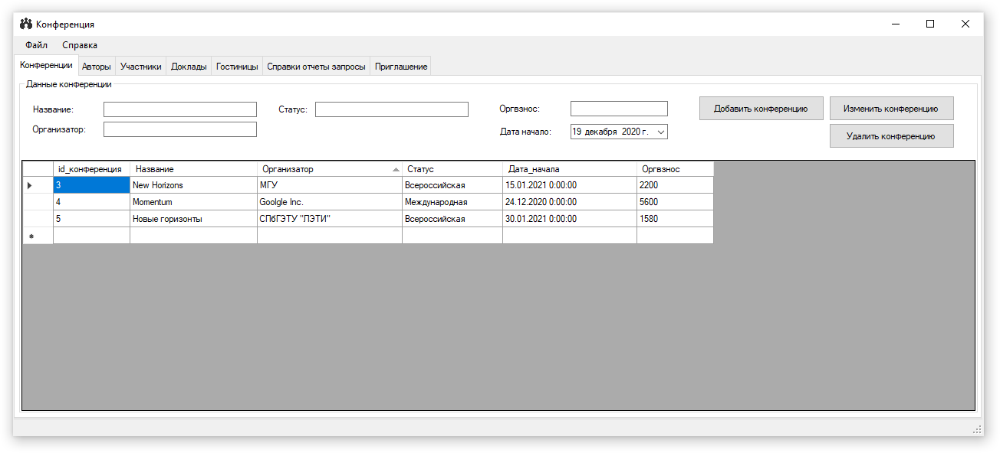 Конференция
Файл Справка
Конференции Авторы Участники Доклады Гостиницы Справки отчеты запросы Приглашение
Данные конференции
Название: Статус: Оргвзнос: Добавить конференцию Изменить конференцию
Организатор: Дата начало: 19 декабря 2020 г. Удалить конференцию
id_конференция Название Организатор Статус Дата_начала Оргвзнос
3 New Horizons МГУ Всероссийская 15.01.2021 0:00:00 2200
4 Momentum Goolgle Inc. Международная 24.12.2020 0:00:00 5600
5 Новые горизонты СПбГЭТУ "ЛЭТИ" Всероссийская 30.01.2021 0:00:00 1580